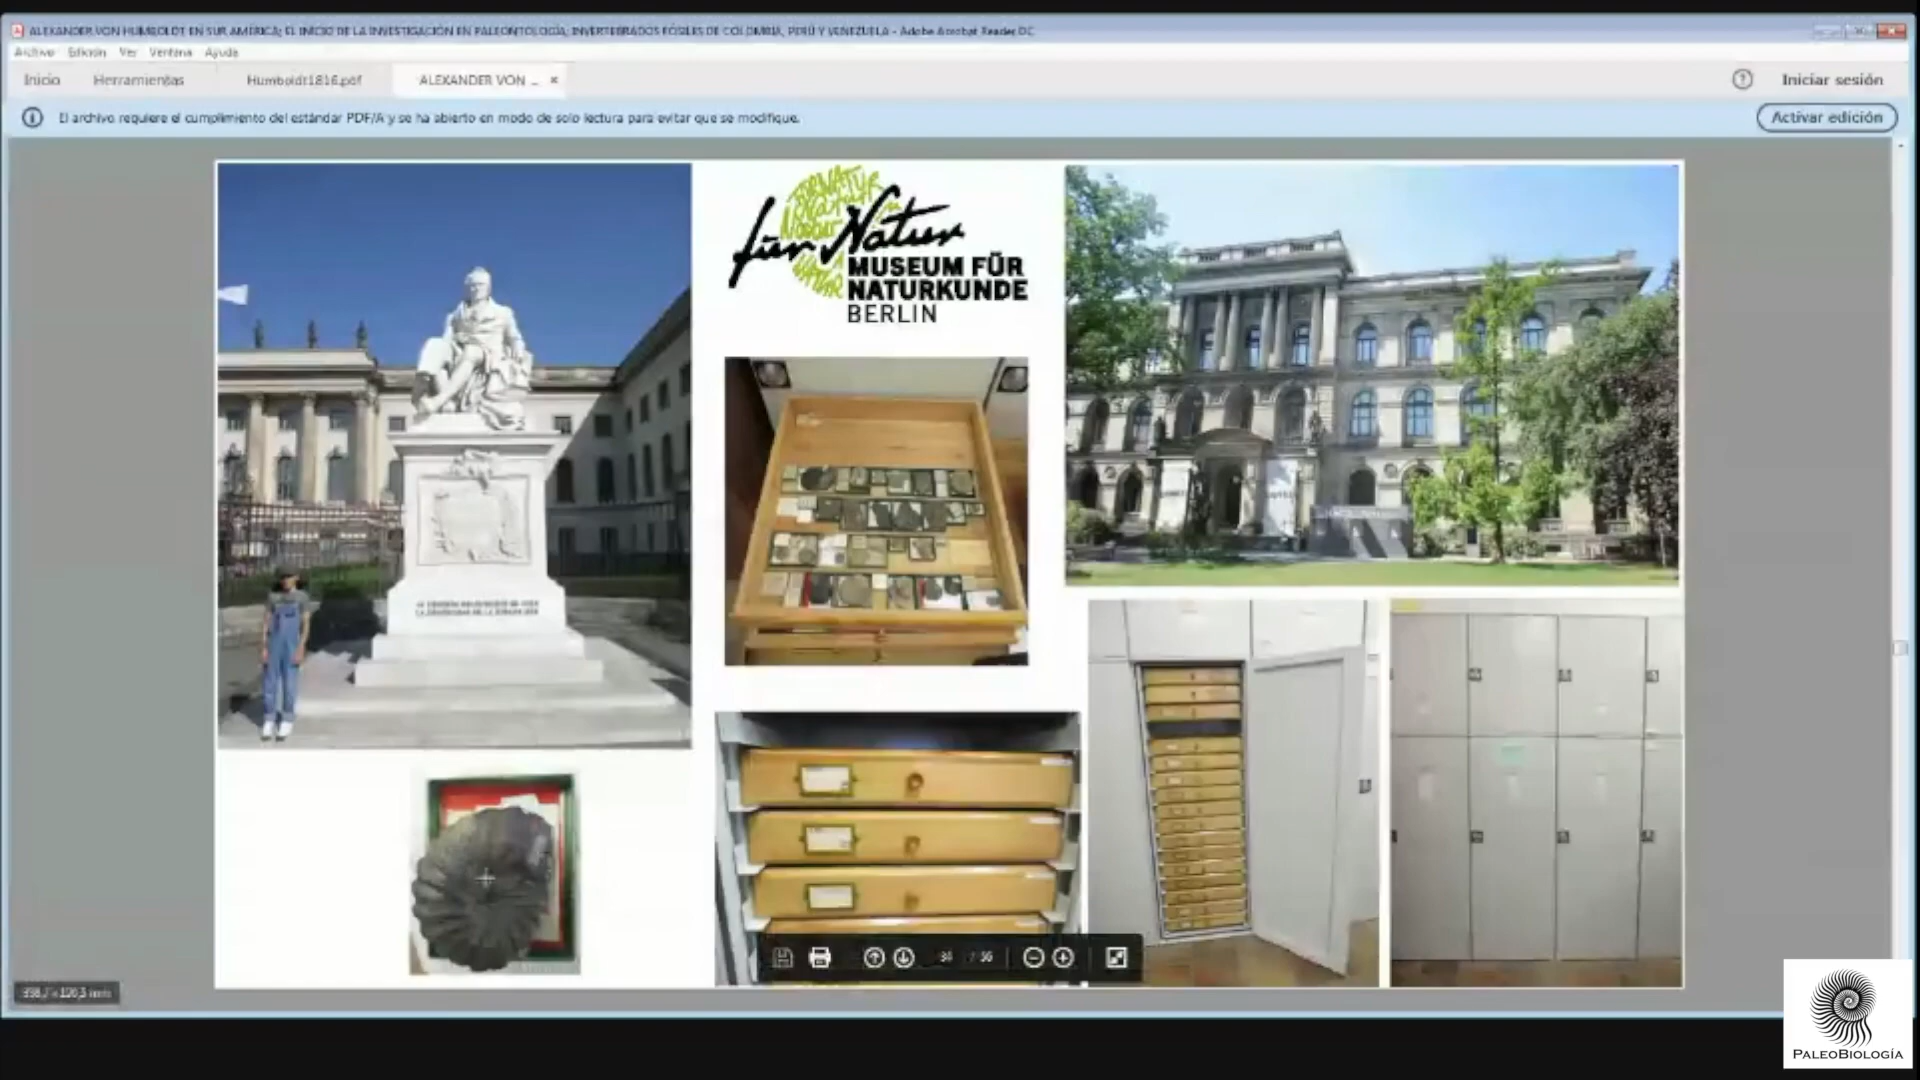 ALEXANDER VON HUMBOLDT EN SUR AMÉRICA; EL INICIO DE LA INVESTIGACIÓN EN PALEONTOLOGÍA, INVERTEBRADOS FÓSILES DE COLOMBIA, PERÚ Y VENEZUELA - Adobe Acrobat Reader DC
Archivo Edición Ver Ventana Ayuda
Inicio Herramientas Humboldt1816.pdf ALEXANDER VON ... × Iniciar sesión
El archivo requiere el cumplimiento del estándar PDF/A y se ha abierto en modo de solo lectura para evitar que se modifique.
Activar edición
für Natur
MUSEUM FÜR
NATURKUNDE
BERLIN
PALEOBIOLOGÍA